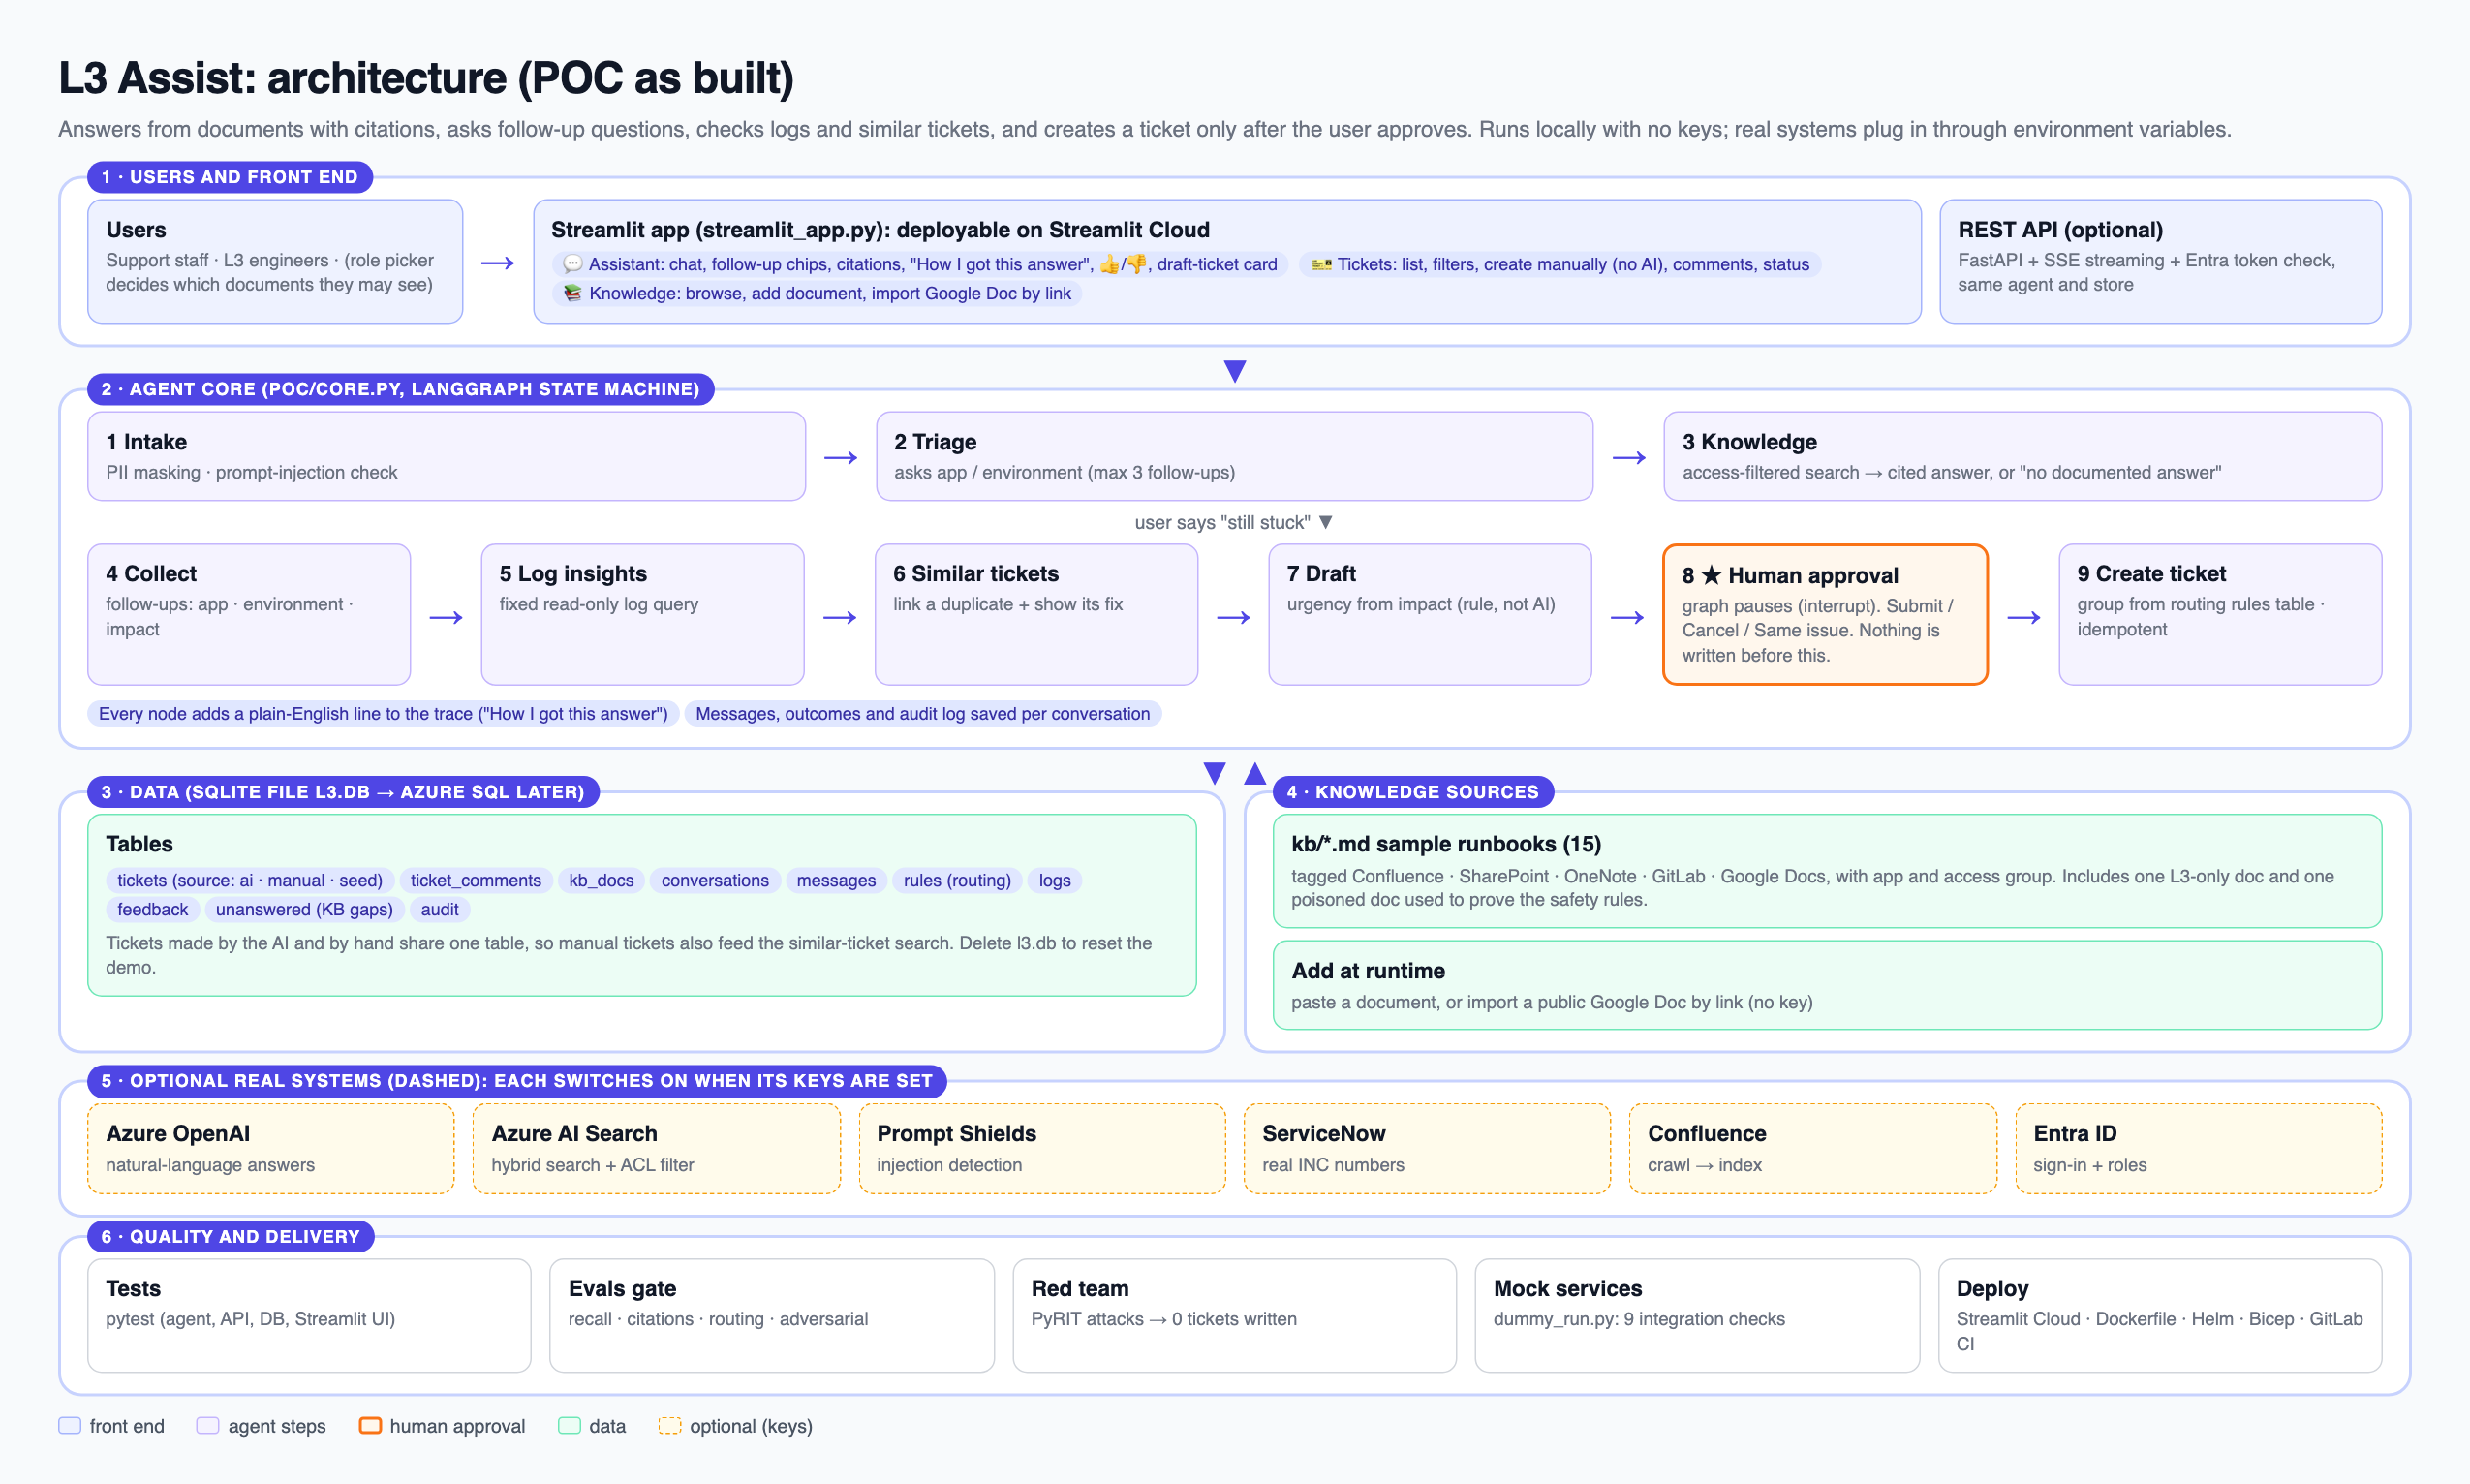 L3 Assist: architecture (POC as built)
Answers from documents with citations, asks follow-up questions, checks logs and similar tickets, and creates a ticket only after the user approves. Runs locally with no keys; real systems plug in through environment variables.
1 · USERS AND FRONT END
Users
Support staff · L3 engineers · (role picker
decides which documents they may see)
→
Streamlit app (streamlit_app.py): deployable on Streamlit Cloud
💬 Assistant: chat, follow-up chips, citations, "How I got this answer", 👍/👎, draft-ticket card
🎫 Tickets: list, filters, create manually (no AI), comments, status
📚 Knowledge: browse, add document, import Google Doc by link
REST API (optional)
FastAPI + SSE streaming + Entra token check,
same agent and store
▼
2 · AGENT CORE (POC/CORE.PY, LANGGRAPH STATE MACHINE)
1 Intake
PII masking · prompt-injection check
→
2 Triage
asks app / environment (max 3 follow-ups)
→
3 Knowledge
access-filtered search → cited answer, or "no documented answer"
user says "still stuck" ▼
4 Collect
follow-ups: app · environment ·
impact
→
5 Log insights
fixed read-only log query
→
6 Similar tickets
link a duplicate + show its fix
→
7 Draft
urgency from impact (rule, not AI)
→
8 ★ Human approval
graph pauses (interrupt). Submit /
Cancel / Same issue. Nothing is
written before this.
→
9 Create ticket
group from routing rules table ·
idempotent
Every node adds a plain-English line to the trace ("How I got this answer")
Messages, outcomes and audit log saved per conversation
▼ ▲
3 · DATA (SQLITE FILE L3.DB → AZURE SQL LATER)
Tables
tickets (source: ai · manual · seed)
ticket_comments
kb_docs
conversations
messages
rules (routing)
logs
feedback
unanswered (KB gaps)
audit
Tickets made by the AI and by hand share one table, so manual tickets also feed the similar-ticket search. Delete l3.db to reset the
demo.
4 · KNOWLEDGE SOURCES
kb/*.md sample runbooks (15)
tagged Confluence · SharePoint · OneNote · GitLab · Google Docs, with app and access group. Includes one L3-only doc and one
poisoned doc used to prove the safety rules.
Add at runtime
paste a document, or import a public Google Doc by link (no key)
5 · OPTIONAL REAL SYSTEMS (DASHED): EACH SWITCHES ON WHEN ITS KEYS ARE SET
Azure OpenAI
natural-language answers
Azure AI Search
hybrid search + ACL filter
Prompt Shields
injection detection
ServiceNow
real INC numbers
Confluence
crawl → index
Entra ID
sign-in + roles
6 · QUALITY AND DELIVERY
Tests
pytest (agent, API, DB, Streamlit UI)
Evals gate
recall · citations · routing · adversarial
Red team
PyRIT attacks → 0 tickets written
Mock services
dummy_run.py: 9 integration checks
Deploy
Streamlit Cloud · Dockerfile · Helm · Bicep · GitLab
CI
front end
agent steps
human approval
data
optional (keys)